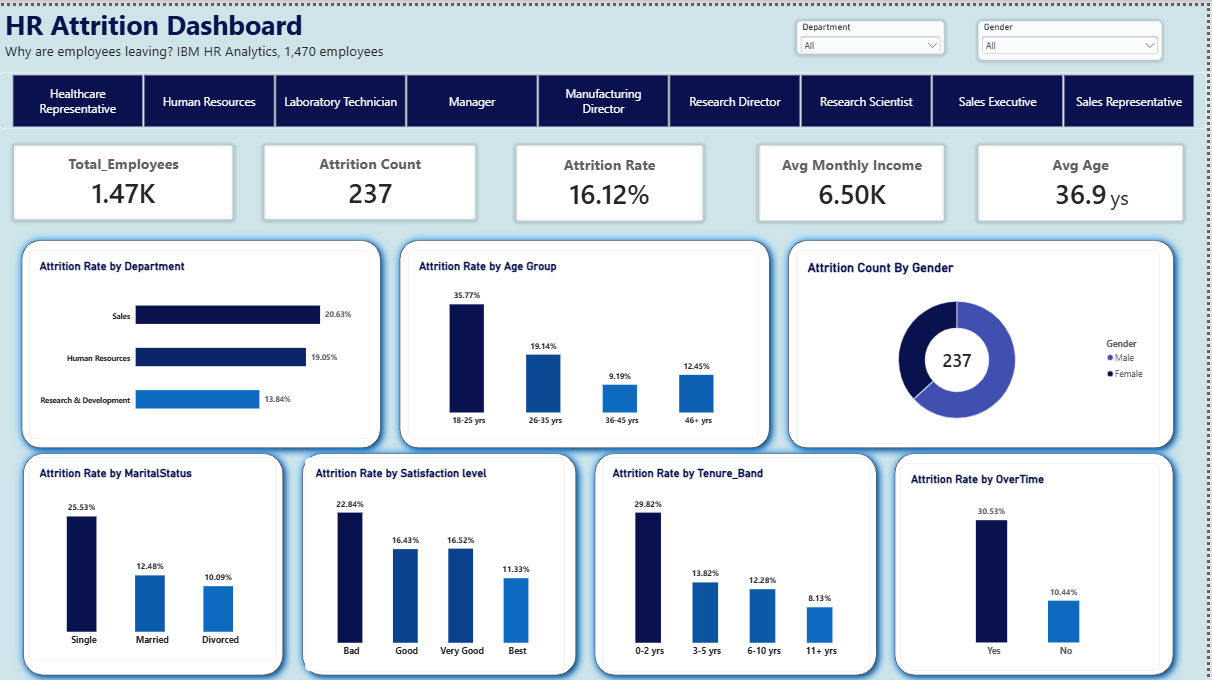 HR Attrition Dashboard
Why are employees leaving? IBM HR Analytics, 1,470 employees
Department
All
Gender
All
Healthcare
Representative
Human Resources
Laboratory Technician
Manager
Manufacturing
Director
Research Director
Research Scientist
Sales Executive
Sales Representative
Total_Employees
1.47K
Attrition Count
237
Attrition Rate
16.12%
Avg Monthly Income
6.50K
Avg Age
36.9 ys
Attrition Rate by Department
Sales
20.63%
Human Resources
19.05%
Research & Development
13.84%
Attrition Rate by Age Group
35.77%
19.14%
9.19%
12.45%
18-25 yrs
26-35 yrs
36-45 yrs
46+ yrs
Attrition Count By Gender
237
Gender
Male
Female
Attrition Rate by MaritalStatus
25.53%
12.48%
10.09%
Single
Married
Divorced
Attrition Rate by Satisfaction level
22.84%
16.43%
16.52%
11.33%
Bad
Good
Very Good
Best
Attrition Rate by Tenure_Band
29.82%
13.82%
12.28%
8.13%
0-2 yrs
3-5 yrs
6-10 yrs
11+ yrs
Attrition Rate by OverTime
30.53%
10.44%
Yes
No